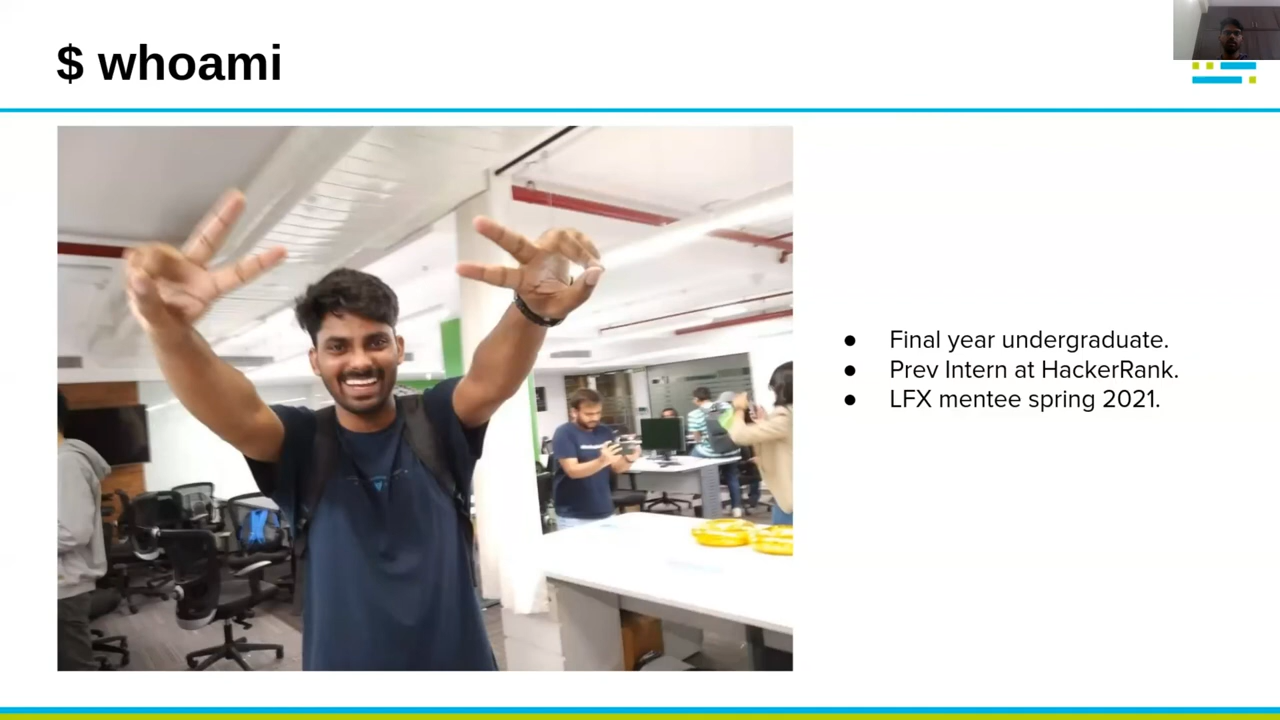 $ whoami
● Final year undergraduate.
● Prev Intern at HackerRank.
● LFX mentee spring 2021.